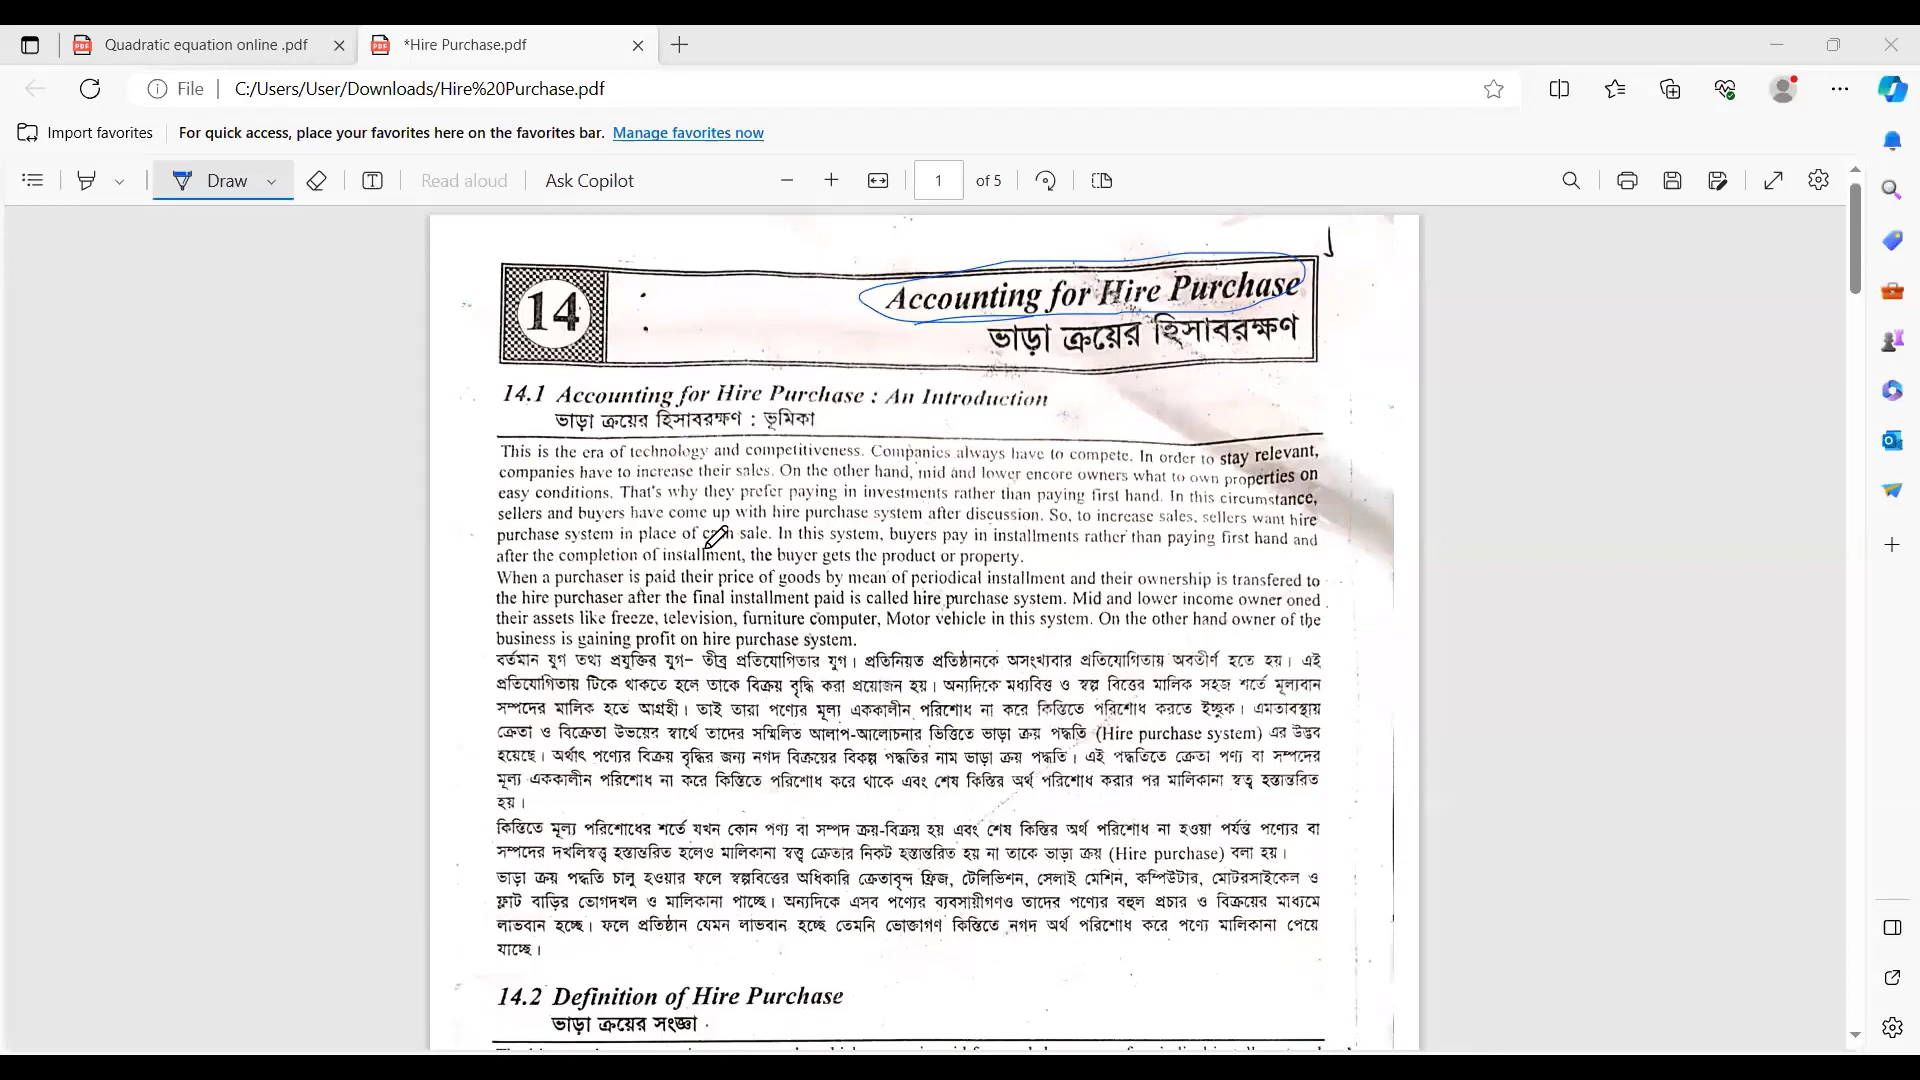 Quadratic equation online .pdf
*Hire Purchase.pdf
File
C:/Users/User/Downloads/Hire%20Purchase.pdf
Import favorites
For quick access, place your favorites here on the favorites bar. Manage favorites now
Draw
Read aloud
Ask Copilot
1
of 5
14
Accounting for Hire Purchase
ভাড়া ক্রয়ের হিসাবরক্ষণ
14.1 Accounting for Hire Purchase : An Introduction
ভাড়া ক্রয়ের হিসাবরক্ষণ : ভূমিকা
This is the era of technology and competitiveness. Companies always have to compete. In order to stay relevant,
companies have to increase their sales. On the other hand, mid and lower encore owners what to own properties on
easy conditions. That's why they prefer paying in investments rather than paying first hand. In this circumstance,
sellers and buyers have come up with hire purchase system after discussion. So, to increase sales, sellers want hire
purchase system in place of cash sale. In this system, buyers pay in installments rather than paying first hand and
after the completion of installment, the buyer gets the product or property.
When a purchaser is paid their price of goods by mean of periodical installment and their ownership is transfered to
the hire purchaser after the final installment paid is called hire purchase system. Mid and lower income owner oned
their assets like freeze, television, furniture computer, Motor vehicle in this system. On the other hand owner of the
business is gaining profit on hire purchase system.
বর্তমান যুগ তথ্য প্রযুক্তির যুগ– তীব্র প্রতিযোগিতার যুগ। প্রতিনিয়ত প্রতিষ্ঠানকে অসংখ্যবার প্রতিযোগিতায় অবতীর্ণ হতে হয়। এই
প্রতিযোগিতায় টিকে থাকতে হলে তাকে বিক্রয় বৃদ্ধি করা প্রয়োজন হয়। অন্যদিকে মধ্যবিত্ত ও স্বল্প বিত্তের মালিক সহজ শর্তে মূল্যবান
সম্পদের মালিক হতে আগ্রহী। তাই তারা পণ্যের মূল্য এককালীন পরিশোধ না করে কিস্তিতে পরিশোধ করতে ইচ্ছুক। এমতাবস্থায়
ক্রেতা ও বিক্রেতা উভয়ের স্বার্থে তাদের সম্মিলিত আলাপ-আলোচনার ভিত্তিতে ভাড়া ক্রয় পদ্ধতি (Hire purchase system) এর উদ্ভব
হয়েছে। অর্থাৎ পণ্যের বিক্রয় বৃদ্ধির জন্য নগদ বিক্রয়ের বিকল্প পদ্ধতির নাম ভাড়া ক্রয় পদ্ধতি। এই পদ্ধতিতে ক্রেতা পণ্য বা সম্পদের
মূল্য এককালীন পরিশোধ না করে কিস্তিতে পরিশোধ করে থাকে এবং শেষ কিস্তির অর্থ পরিশোধ করার পর মালিকানা স্বত্ব হস্তান্তরিত
হয়।
কিস্তিতে মূল্য পরিশোধের শর্তে যখন কোন পণ্য বা সম্পদ ক্রয়-বিক্রয় হয় এবং শেষ কিস্তির অর্থ পরিশোধ না হওয়া পর্যন্ত পণ্যের বা
সম্পদের দখলিস্বত্ত্ব হস্তান্তরিত হলেও মালিকানা স্বত্ত্ব ক্রেতার নিকট হস্তান্তরিত হয় না তাকে ভাড়া ক্রয় (Hire purchase) বলা হয়।
ভাড়া ক্রয় পদ্ধতি চালু হওয়ার ফলে স্বল্পবিত্তের অধিকারি ক্রেতাবৃন্দ ফ্রিজ, টেলিভিশন, সেলাই মেশিন, কম্পিউটার, মোটরসাইকেল ও
ফ্লাট বাড়ির ভোগদখল ও মালিকানা পাচ্ছে। অন্যদিকে এসব পণ্যের ব্যবসায়ীগণও তাদের পণ্যের বহুল প্রচার ও বিক্রয়ের মাধ্যমে
লাভবান হচ্ছে। ফলে প্রতিষ্ঠান যেমন লাভবান হচ্ছে তেমনি ভোক্তাগণ কিস্তিতে নগদ অর্থ পরিশোধ করে পণ্যে মালিকানা পেয়ে
যাচ্ছে।
14.2 Definition of Hire Purchase
ভাড়া ক্রয়ের সংজ্ঞা